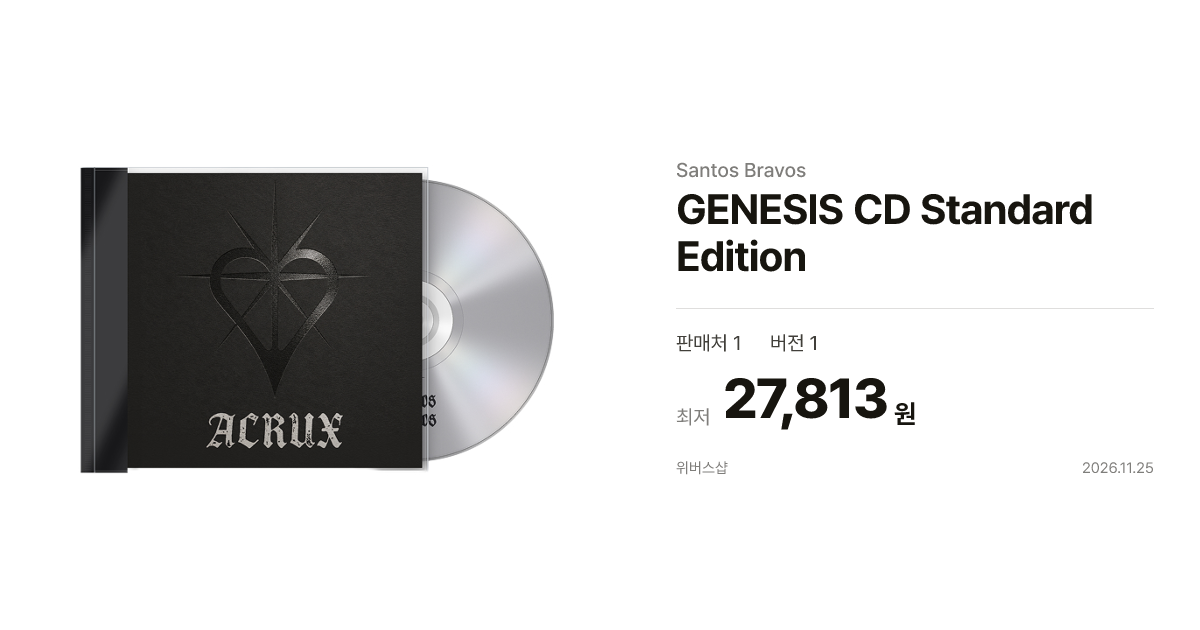 Santos Bravos
GENESIS CD Standard
Edition
판매처 1 버전 1
최저 27,813 원
위버스샵 2026.11.25
ACRUX